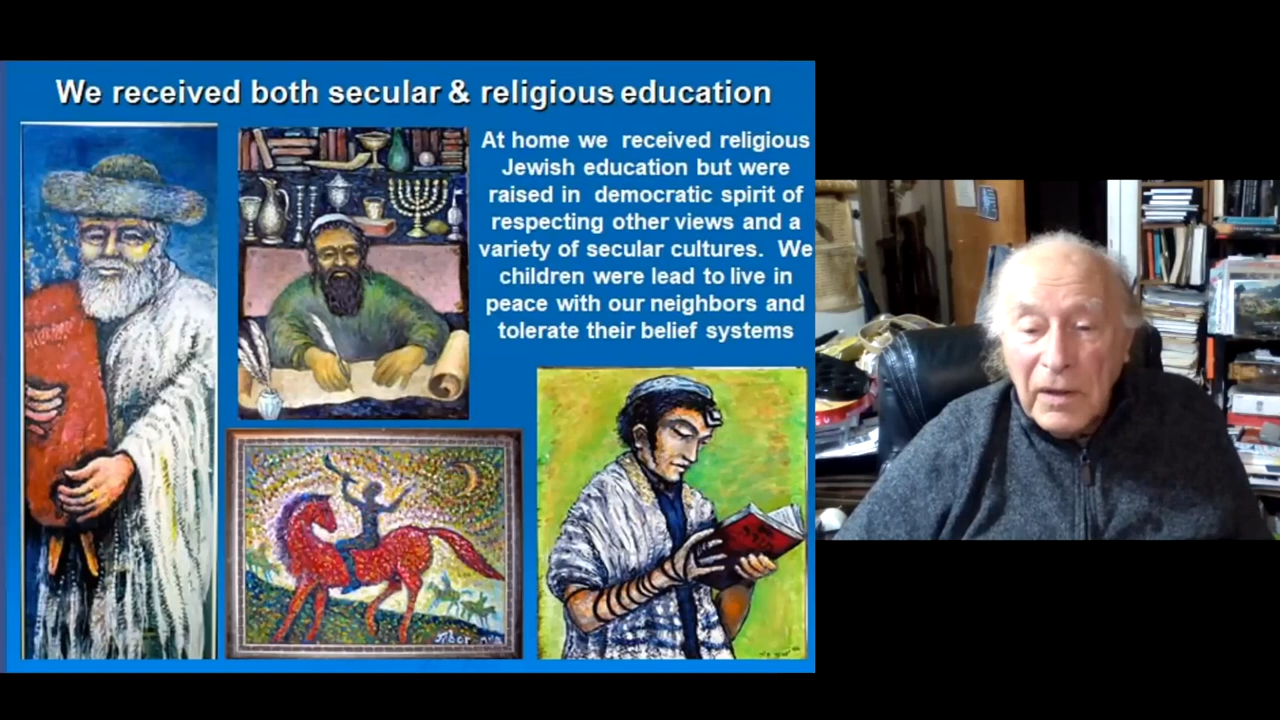 We received both secular & religious education
At home we received religious
Jewish education but were
raised in democratic spirit of
respecting other views and a
variety of secular cultures. We
children were lead to live in
peace with our neighbors and
tolerate their belief systems